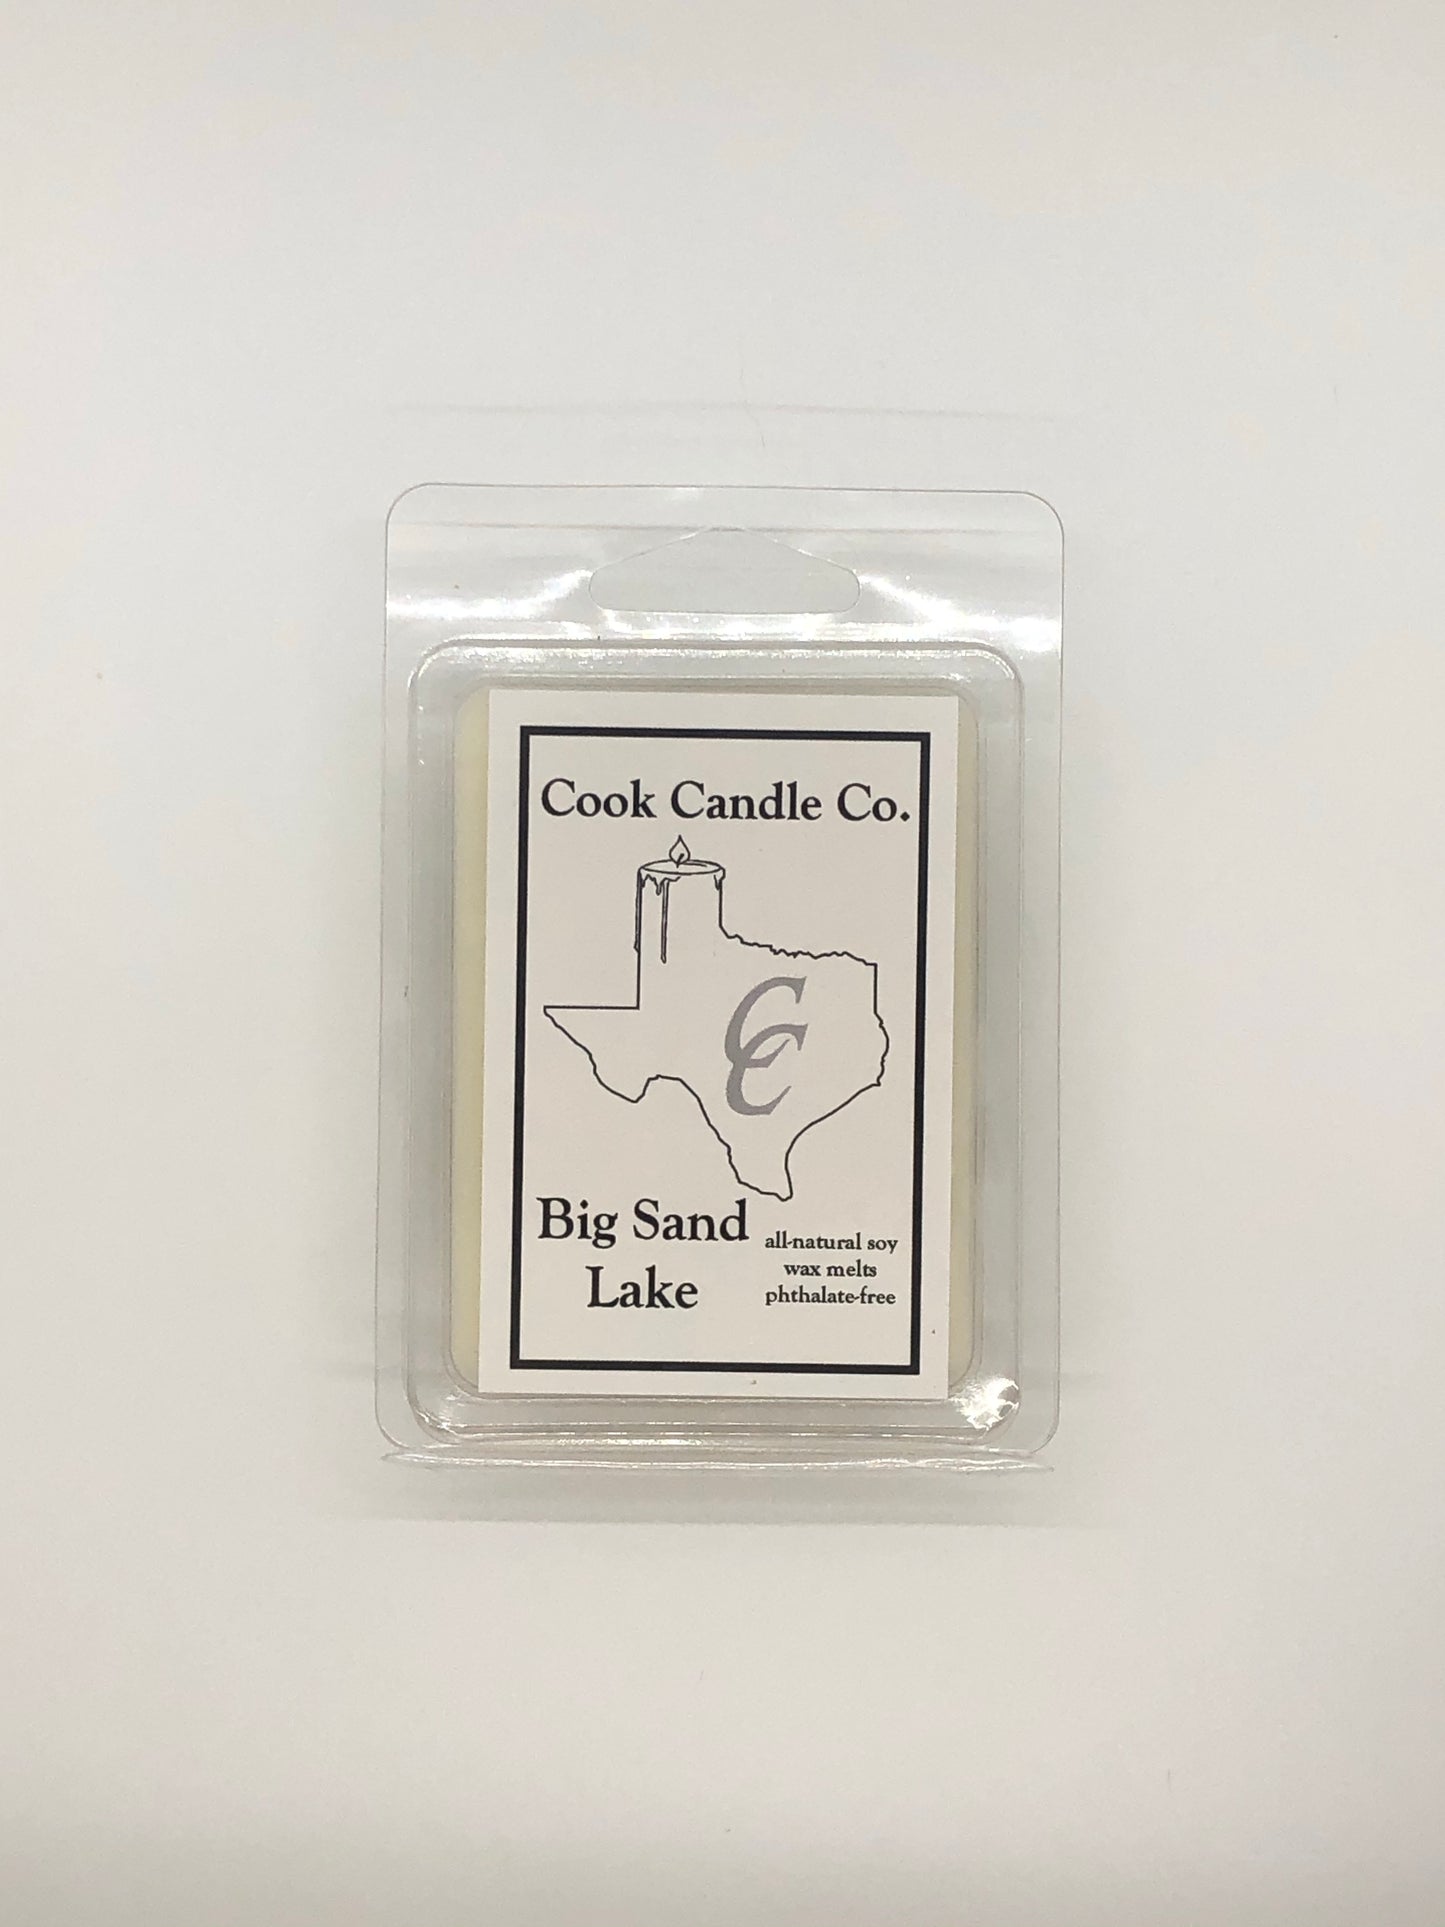 Cook Candle Co.
CC
Big Sand
Lake
all-natural soy
wax melts
phthalate-free